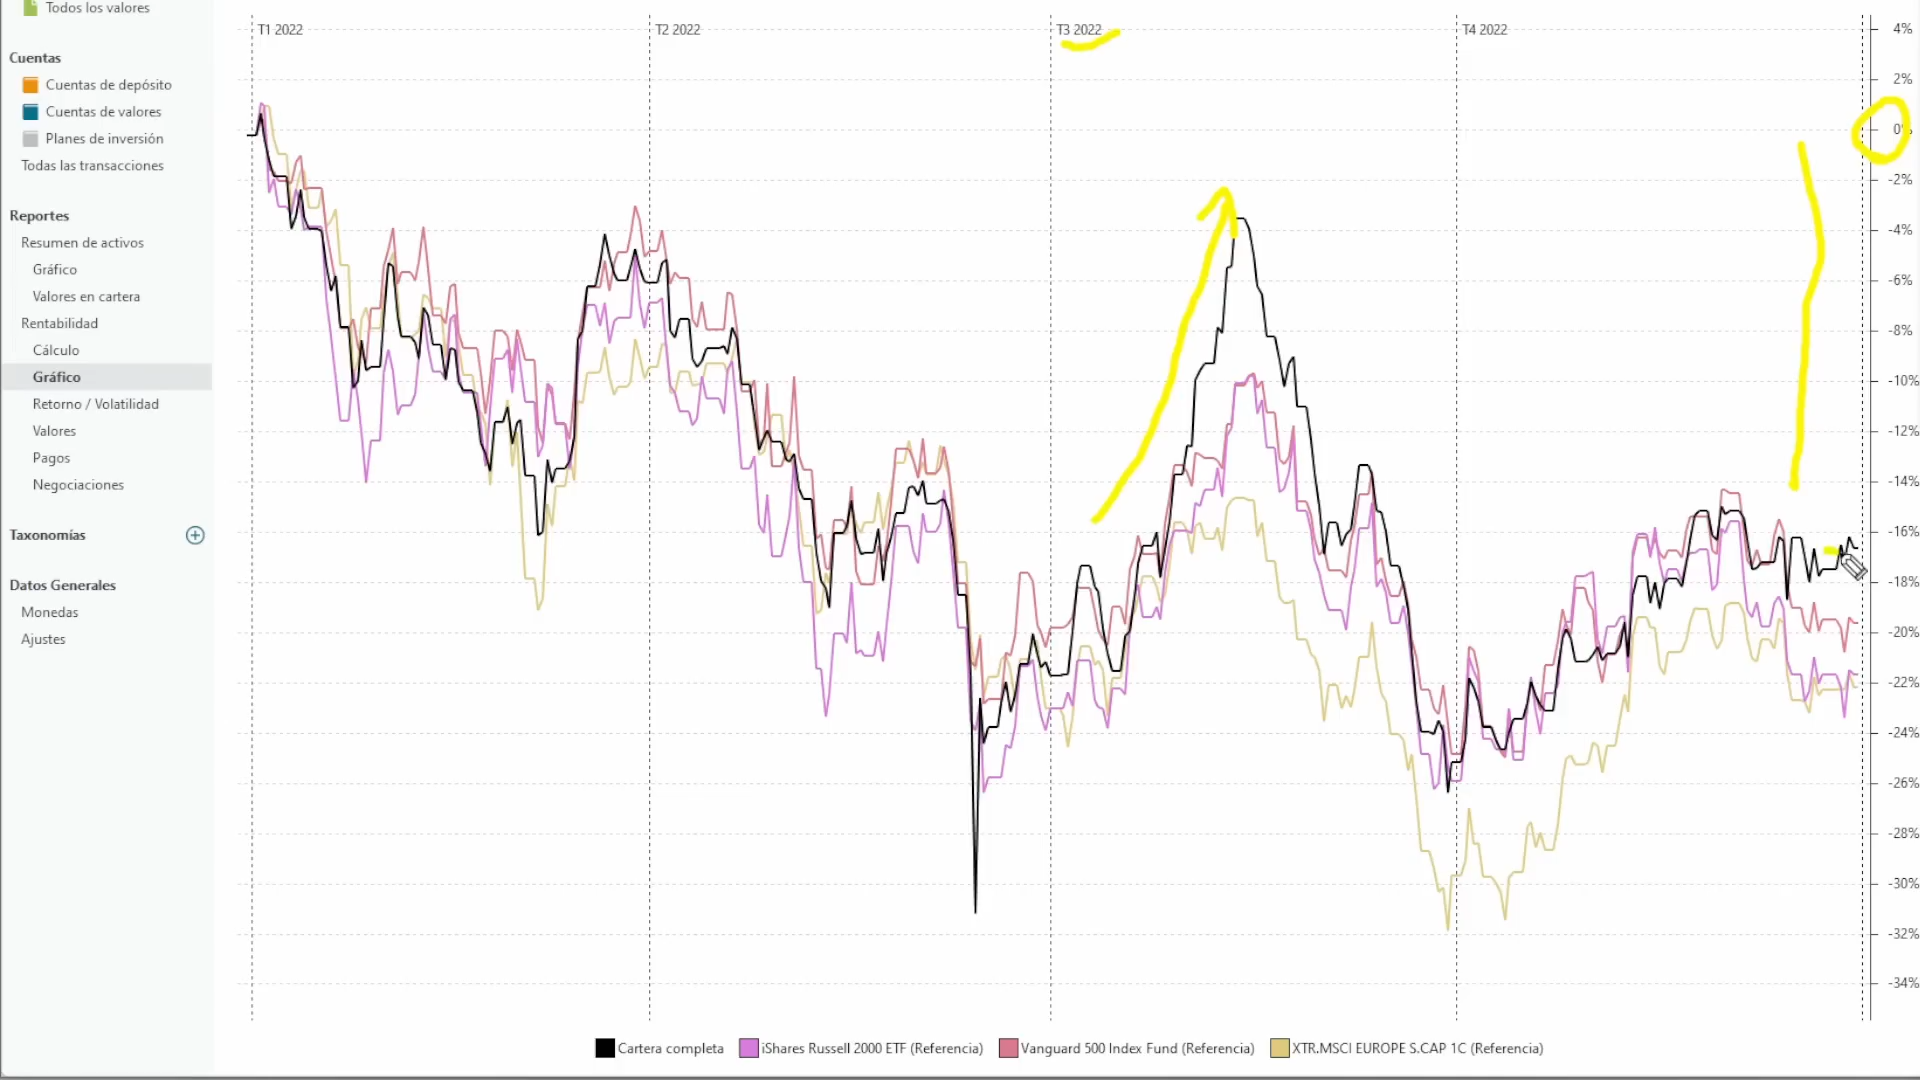 Todos los valores
Cuentas
Cuentas de depósito
Cuentas de valores
Planes de inversión
Todas las transacciones
Reportes
Resumen de activos
Gráfico
Valores en cartera
Rentabilidad
Cálculo
Gráfico
Retorno / Volatilidad
Valores
Pagos
Negociaciones
Taxonomías
Datos Generales
Monedas
Ajustes
T1 2022
T2 2022
T3 2022
T4 2022
4%
2%
0%
-2%
-4%
-6%
-8%
-10%
-12%
-14%
-16%
-18%
-20%
-22%
-24%
-26%
-28%
-30%
-32%
-34%
Cartera completa
iShares Russell 2000 ETF (Referencia)
Vanguard 500 Index Fund (Referencia)
XTR.MSCI EUROPE S.CAP 1C (Referencia)